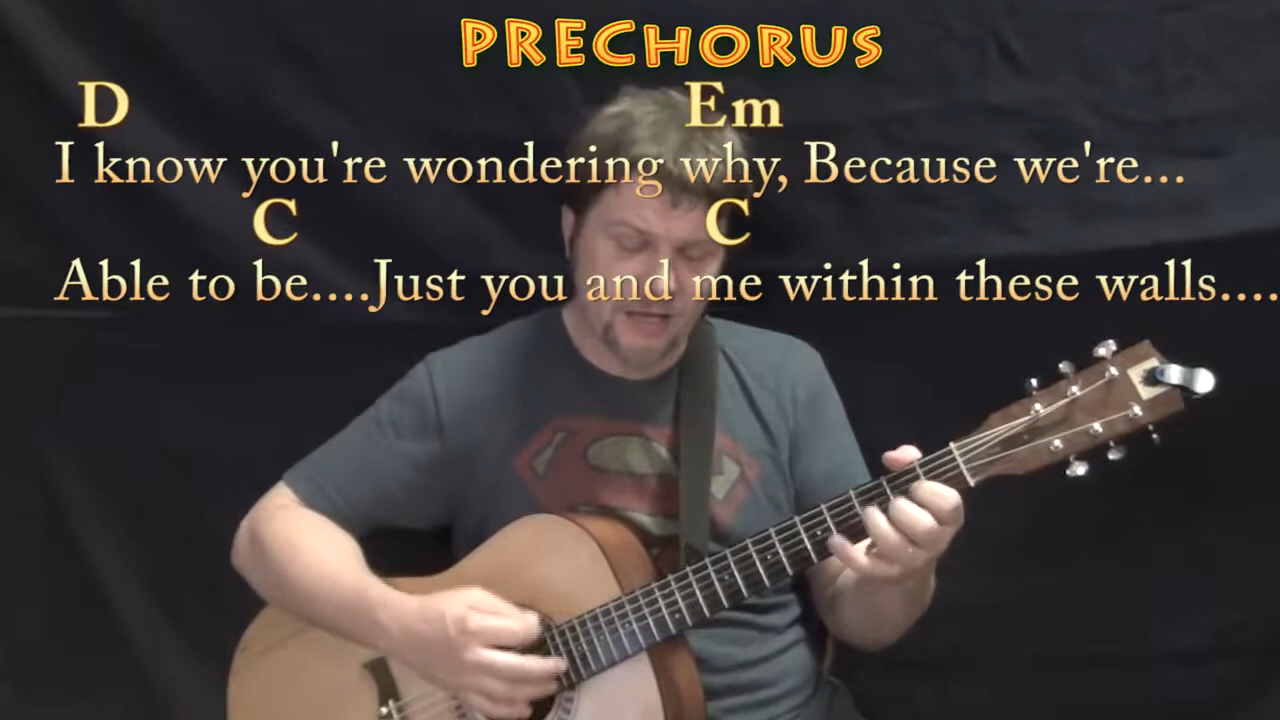 PRECHORUS
D Em
I know you're wondering why, Because we're...
C C
Able to be....Just you and me within these walls....